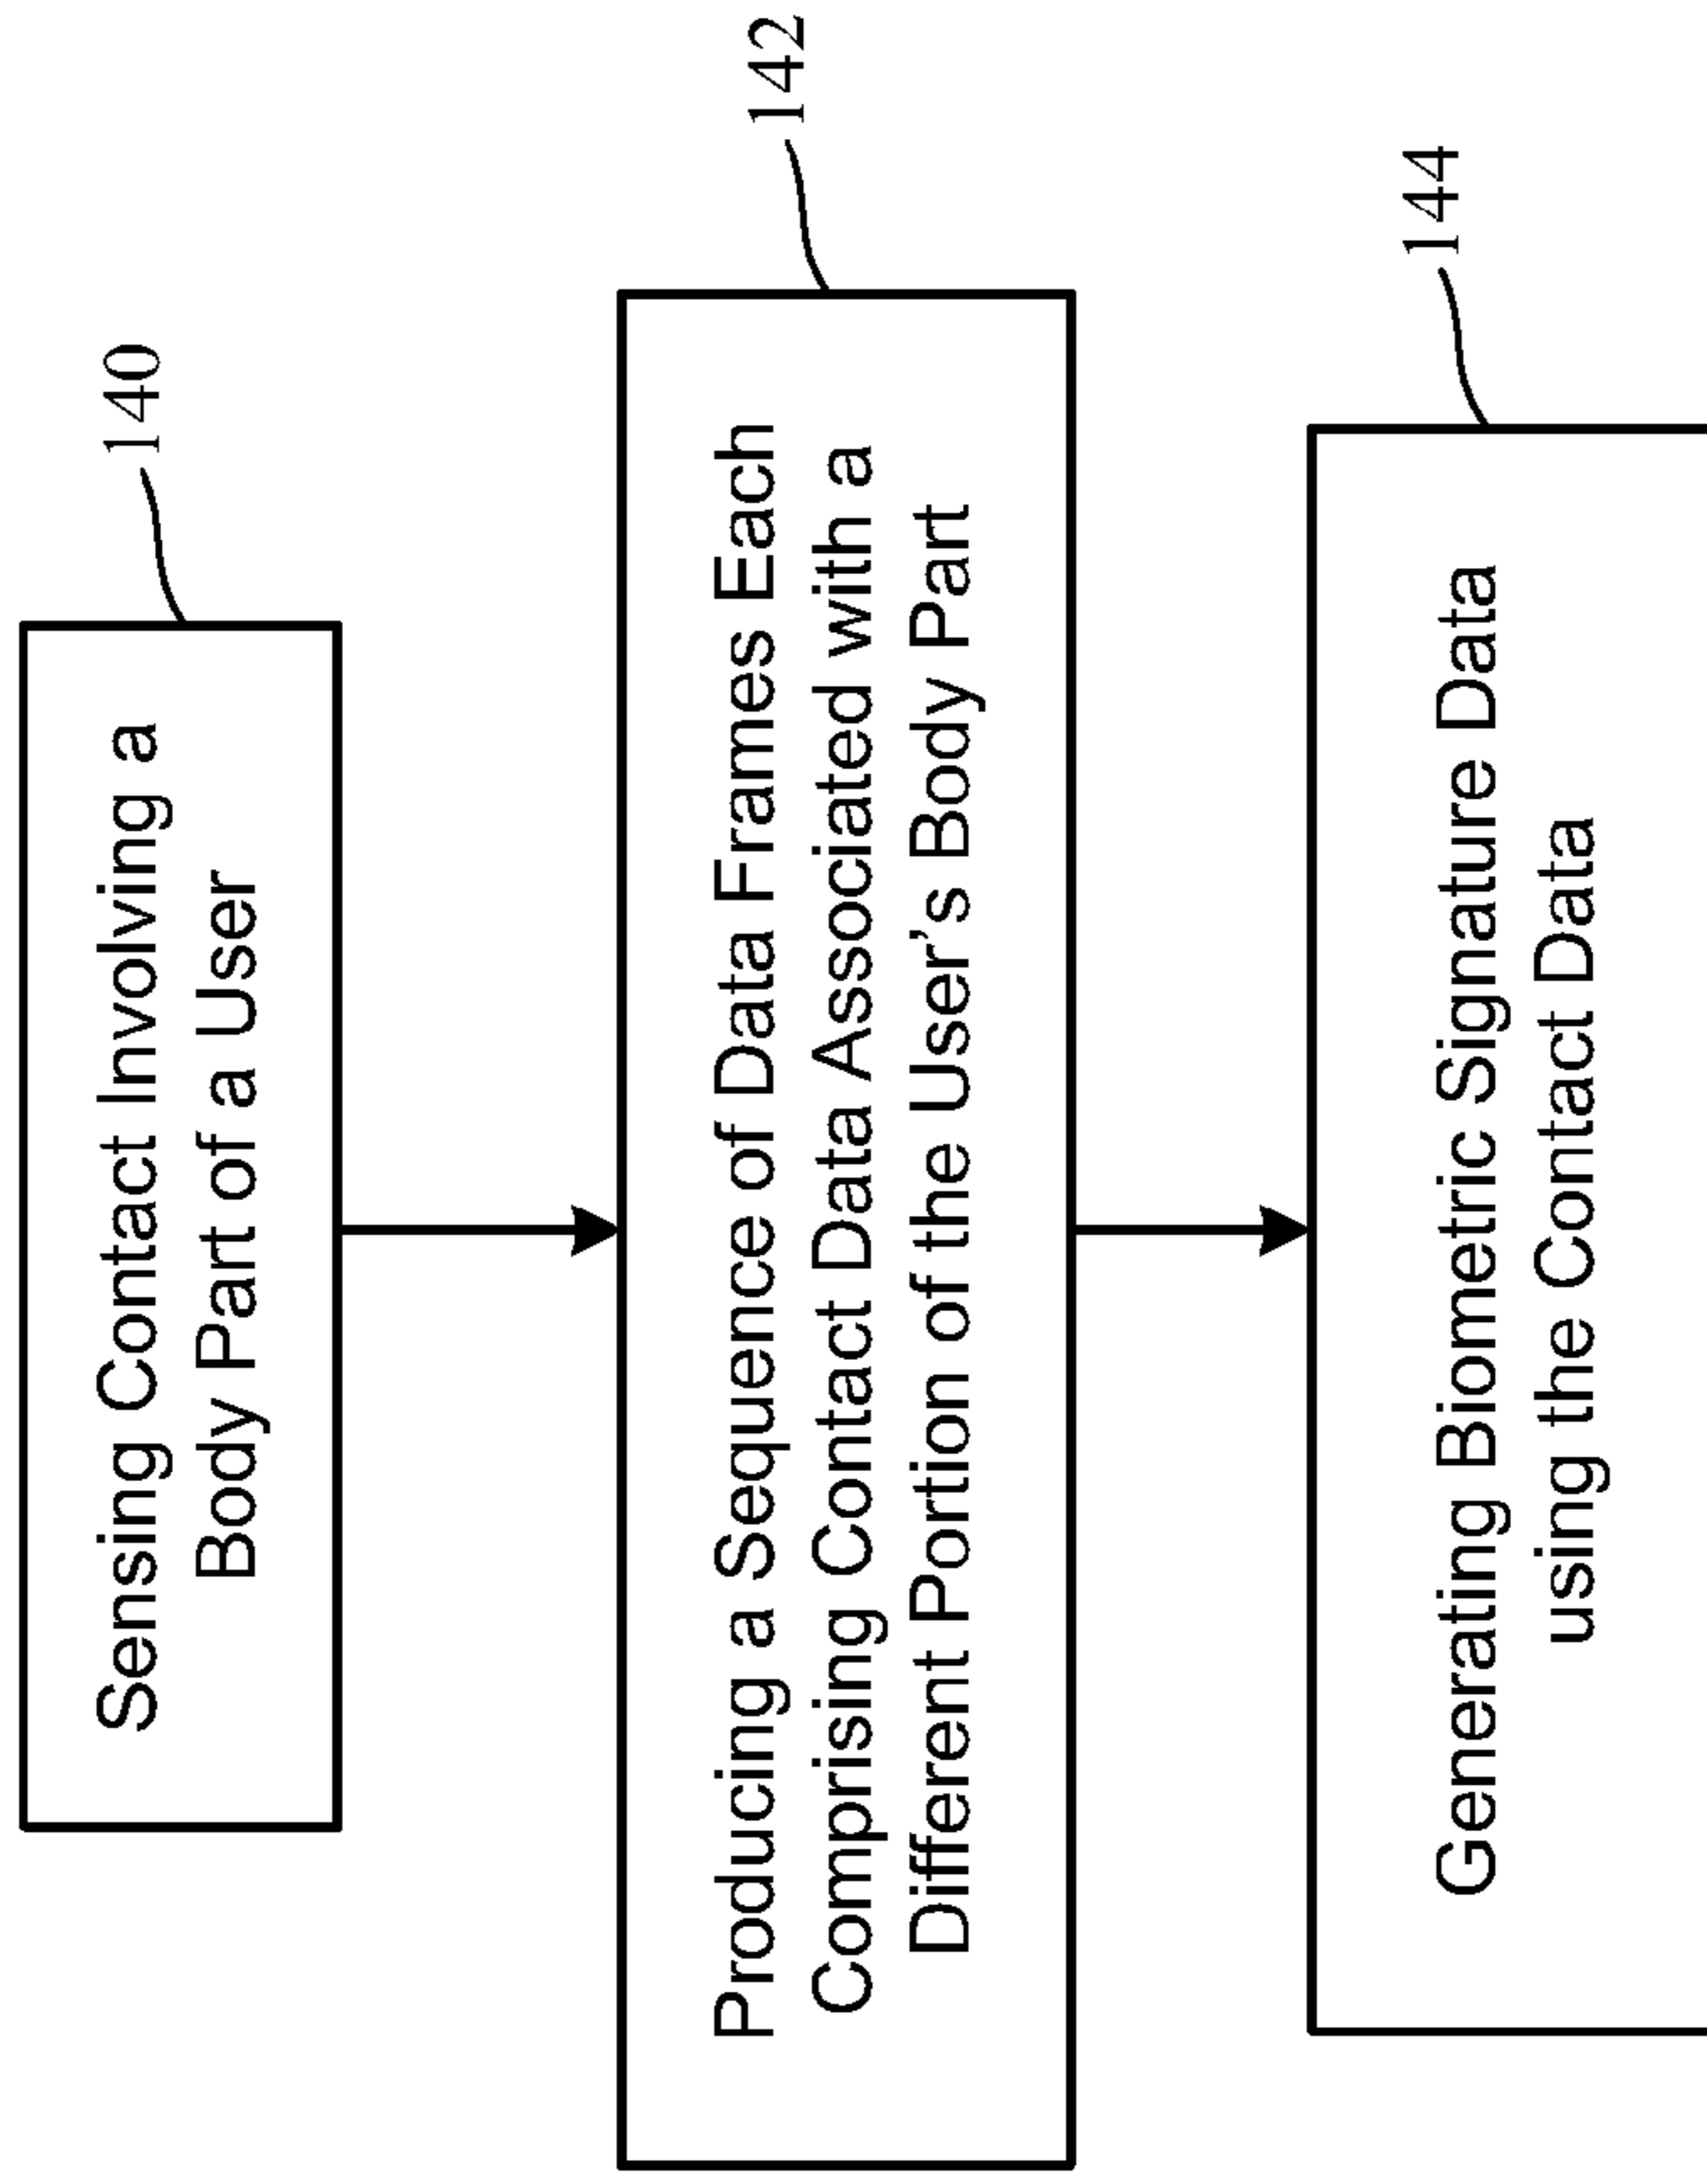 140
Sensing Contact Involving a
Body Part of a User
142
Producing a Sequence of Data Frames Each
Comprising Contact Data Associated with a
Different Portion of the User’s Body Part
144
Generating Biometric Signature Data
using the Contact Data